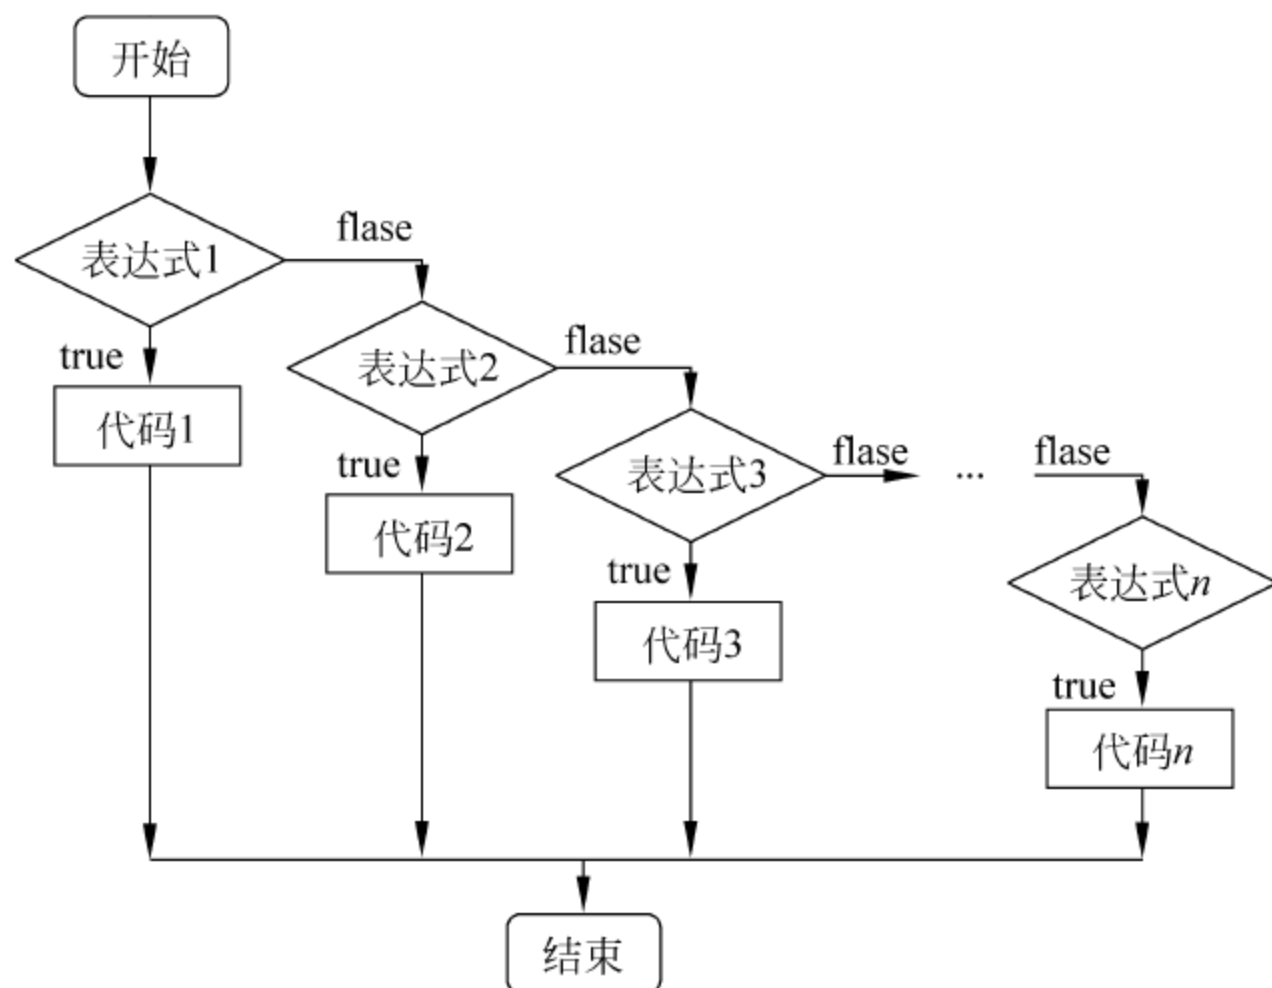 开始
表达式1
flase
true
代码1
表达式2
flase
true
代码2
表达式3
flase
true
代码3
...
flase
表达式n
true
代码n
结束